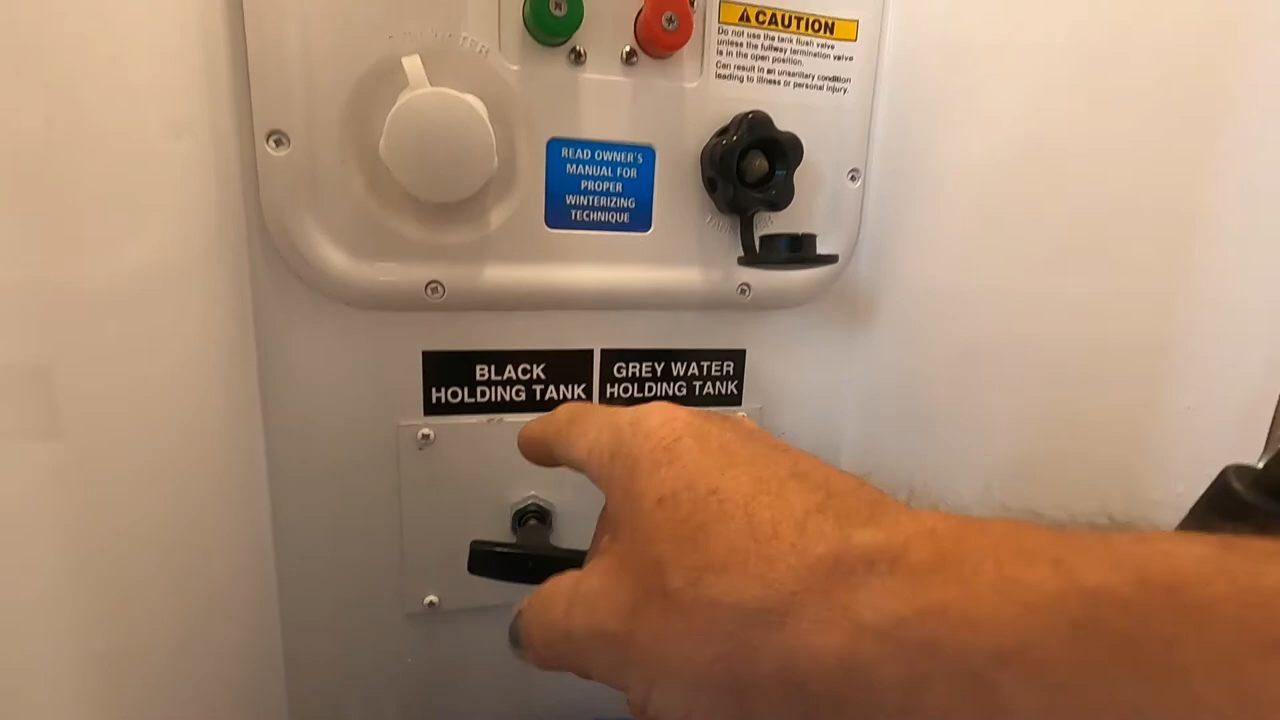 CAUTION
Do not use the tank flush valve
unless the fullway termination valve
is in the open position.
Can result in an unsanitary condition
leading to illness or personal injury.
READ OWNER'S
MANUAL FOR
PROPER
WINTERIZING
TECHNIQUE
BLACK
HOLDING TANK
GREY WATER
HOLDING TANK